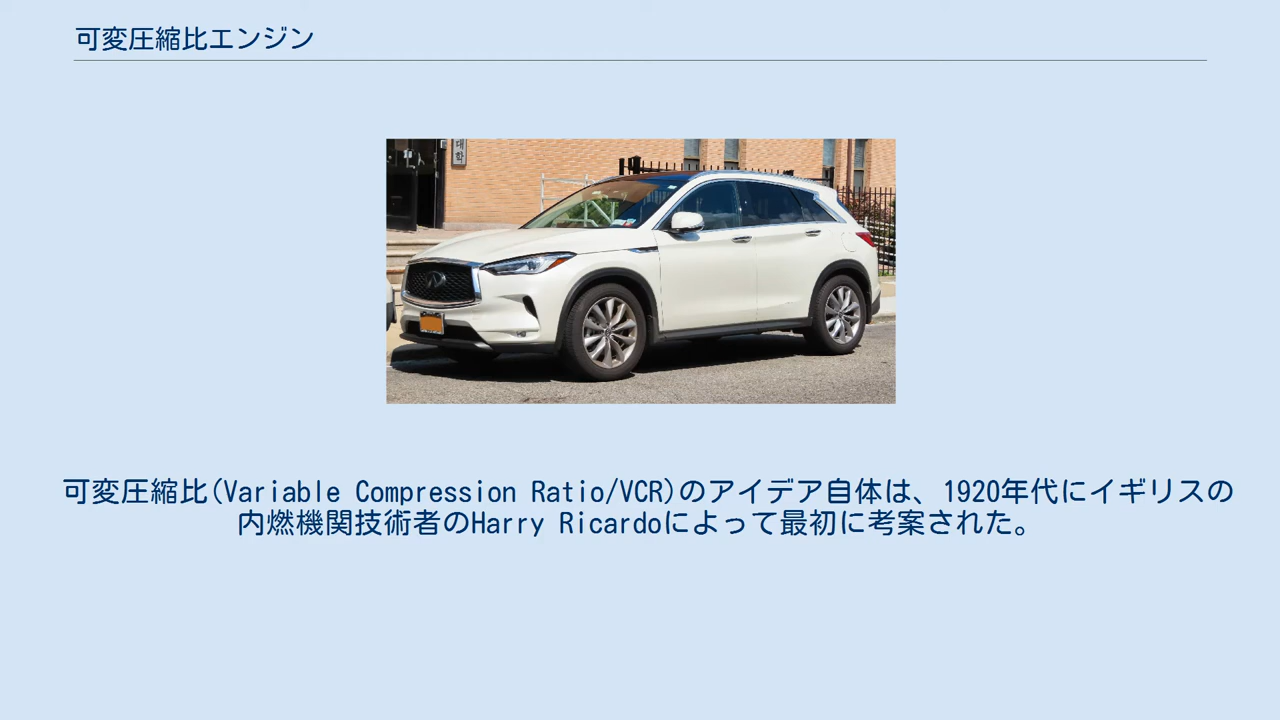 可変圧縮比エンジン
대학
可変圧縮比(Variable Compression Ratio/VCR)のアイデア自体は、1920年代にイギリスの
内燃機関技術者のHarry Ricardoによって最初に考案された。